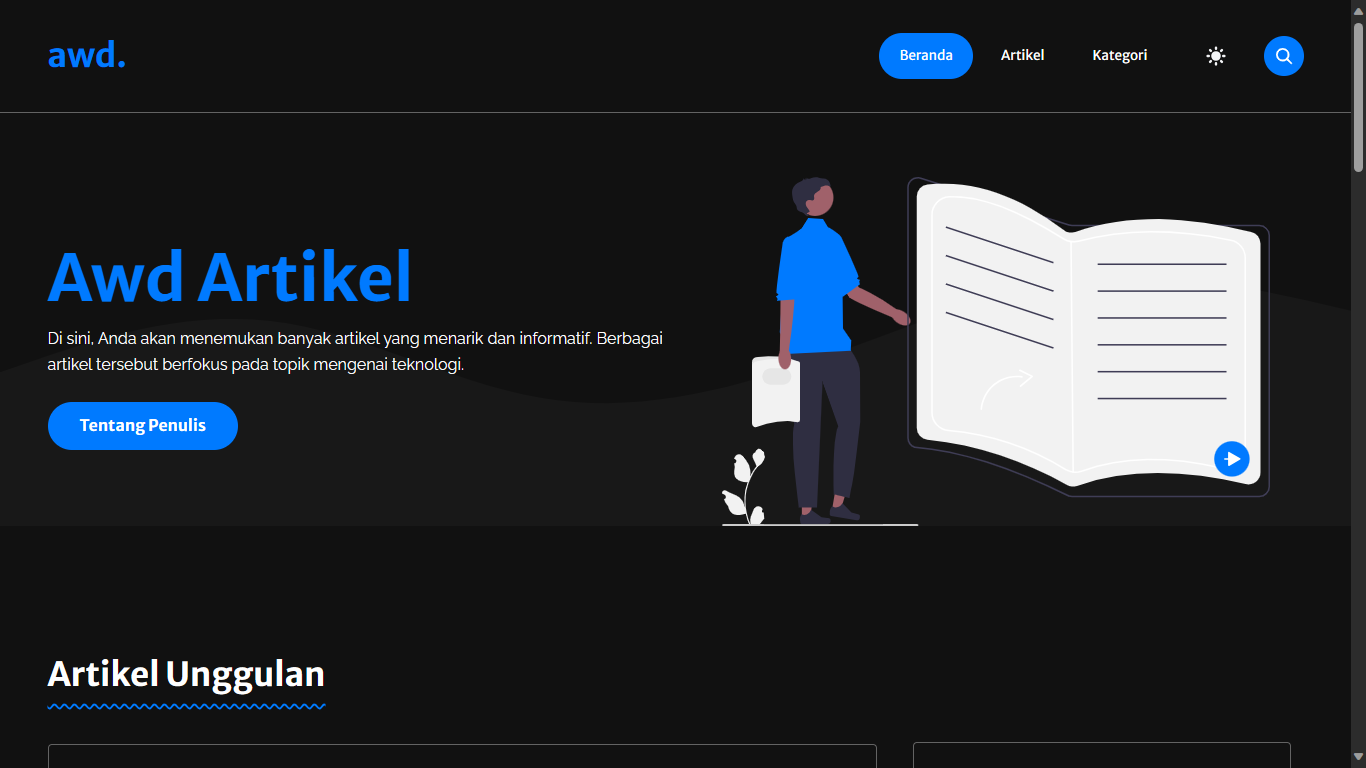 awd.
Beranda
Artikel
Kategori
Awd Artikel
Di sini, Anda akan menemukan banyak artikel yang menarik dan informatif. Berbagai
artikel tersebut berfokus pada topik mengenai teknologi.
Tentang Penulis
Artikel Unggulan